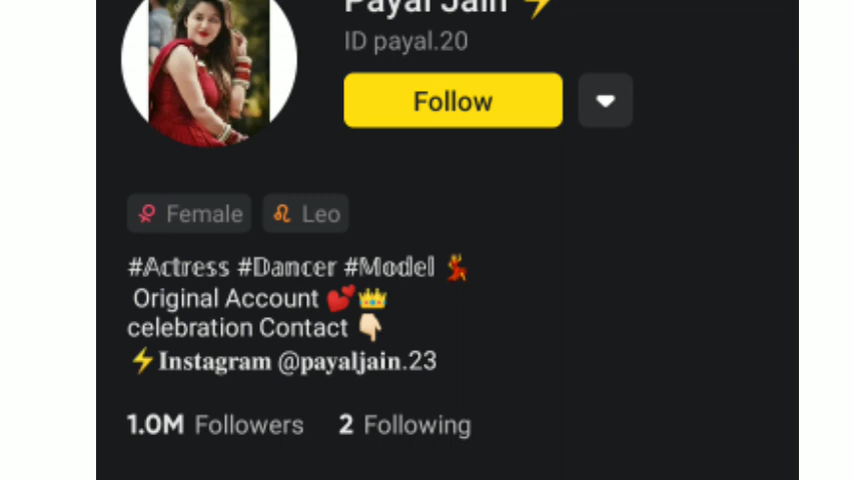 Payal Jain ⚡
ID payal.20
Follow
Female Leo
#𝔸𝕔𝕥𝕣𝕖𝕤𝕤 #𝔻𝕒𝕟𝕔𝕖𝕣 #𝕄𝕠𝕕𝕖𝕝 💃
Original Account 💕👑
celebration Contact 👇🏻
⚡𝐈𝐧𝐬𝐭𝐚𝐠𝐫𝐚𝐦 @𝐩𝐚𝐲𝐚𝐥𝐣𝐚𝐢𝐧.23
1.0M Followers 2 Following